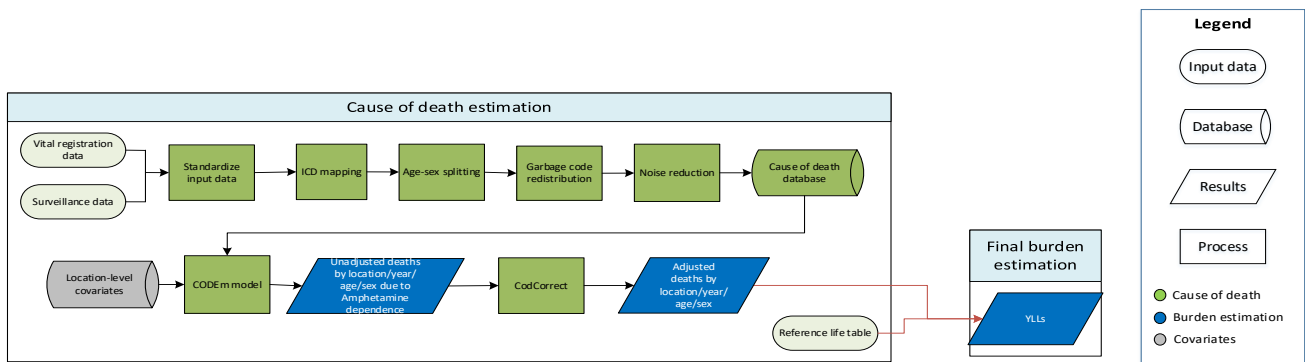 Legend
Input data
Database
Results
Process
Cause of death
Burden estimation
Covariates
Cause of death estimation
Vital registration
data
Surveillance data
Standardize
input data
ICD mapping
Age-sex splitting
Garbage code
redistribution
Noise reduction
Cause of death
database
Location-level
covariates
CODEm model
Unadjusted deaths
by location/year/
age/sex due to
Amphetamine
dependence
CodCorrect
Adjusted
deaths by
location/year/
age/sex
Reference life table
Final burden
estimation
YLLs